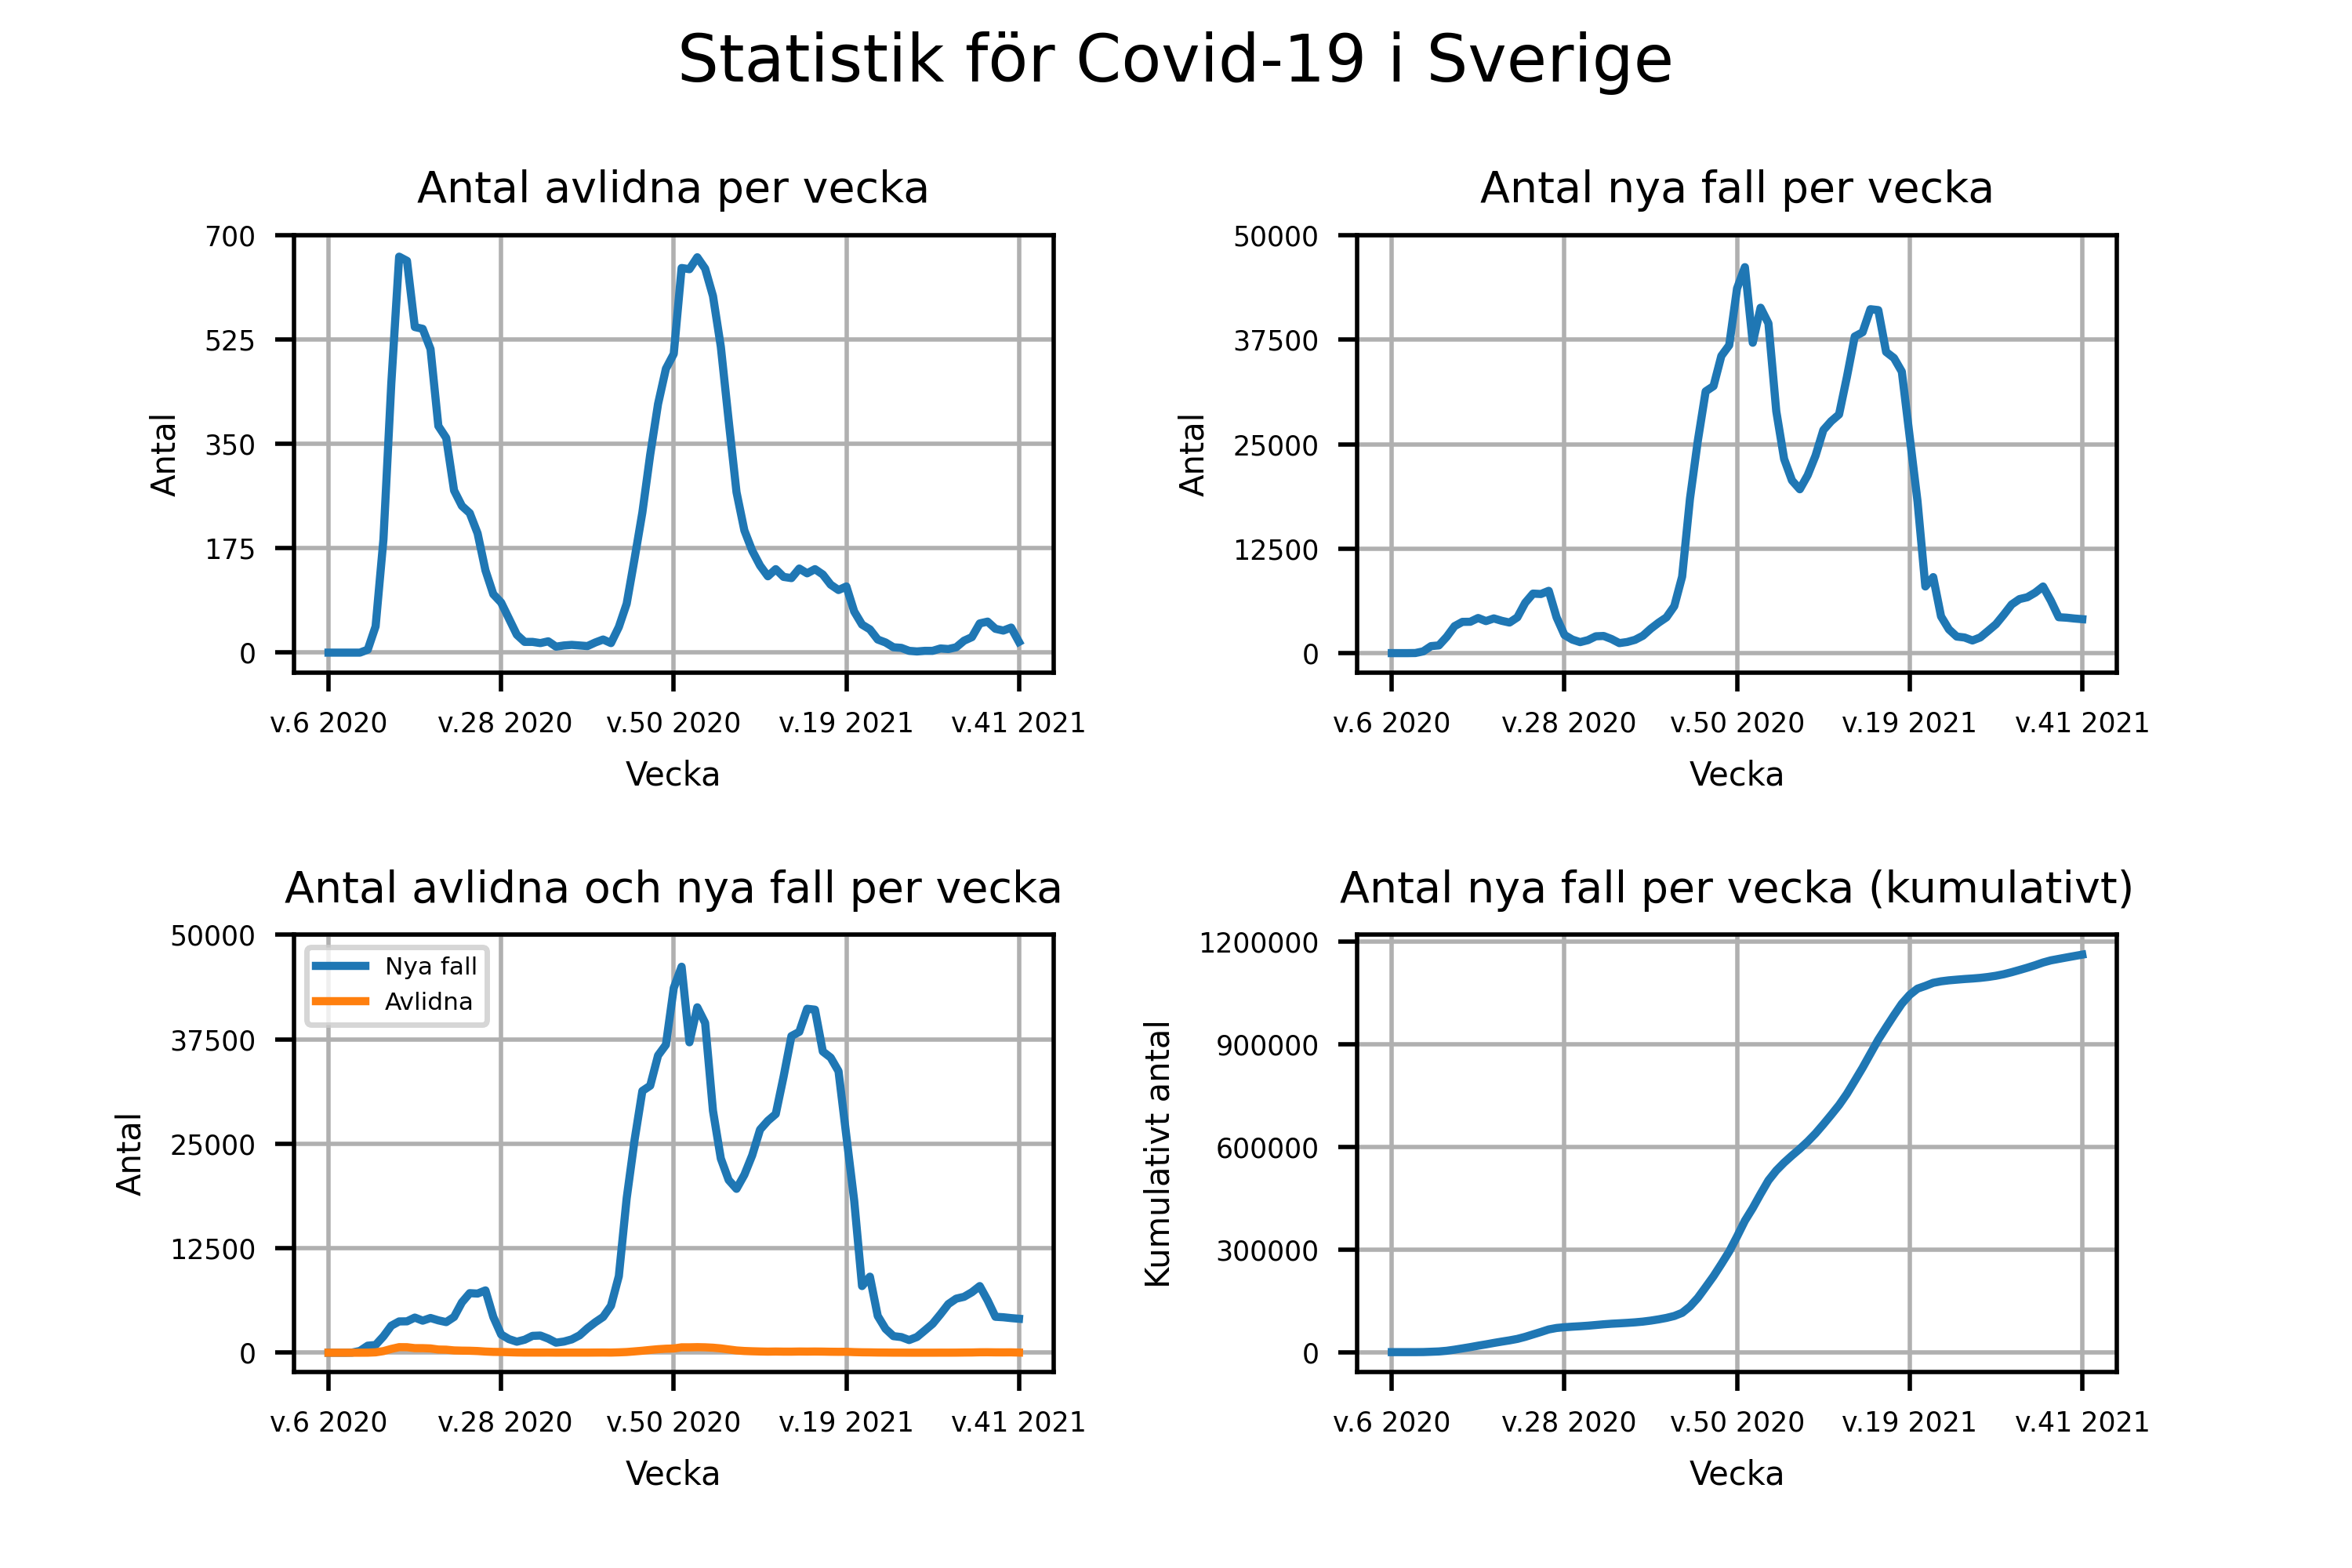 Statistik för Covid-19 i Sverige
Antal avlidna per vecka
700
525
350
175
0
Antal
v.6 2020 v.28 2020 v.50 2020 v.19 2021 v.41 2021
Vecka
Antal nya fall per vecka
50000
37500
25000
12500
0
Antal
v.6 2020 v.28 2020 v.50 2020 v.19 2021 v.41 2021
Vecka
Antal avlidna och nya fall per vecka
50000
37500
25000
12500
0
Antal
Nya fall
Avlidna
v.6 2020 v.28 2020 v.50 2020 v.19 2021 v.41 2021
Vecka
Antal nya fall per vecka (kumulativt)
1200000
900000
600000
300000
0
Kumulativt antal
v.6 2020 v.28 2020 v.50 2020 v.19 2021 v.41 2021
Vecka